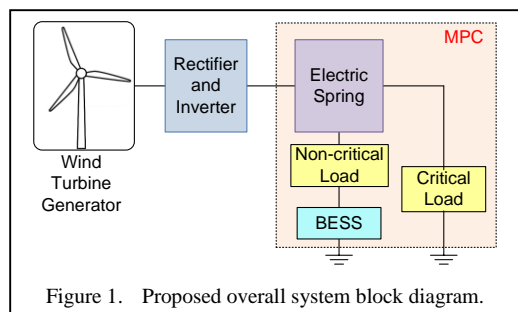 MPC
Rectifier
and
Inverter
Electric
Spring
Non-critical
Load
BESS
Critical
Load
Wind
Turbine
Generator
Figure 1. Proposed overall system block diagram.